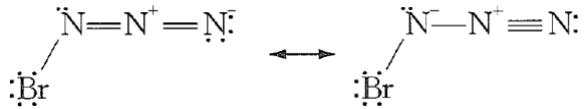 N=N⁺=N⁻ ↔ N⁻—N⁺≡N:
:Br :Br